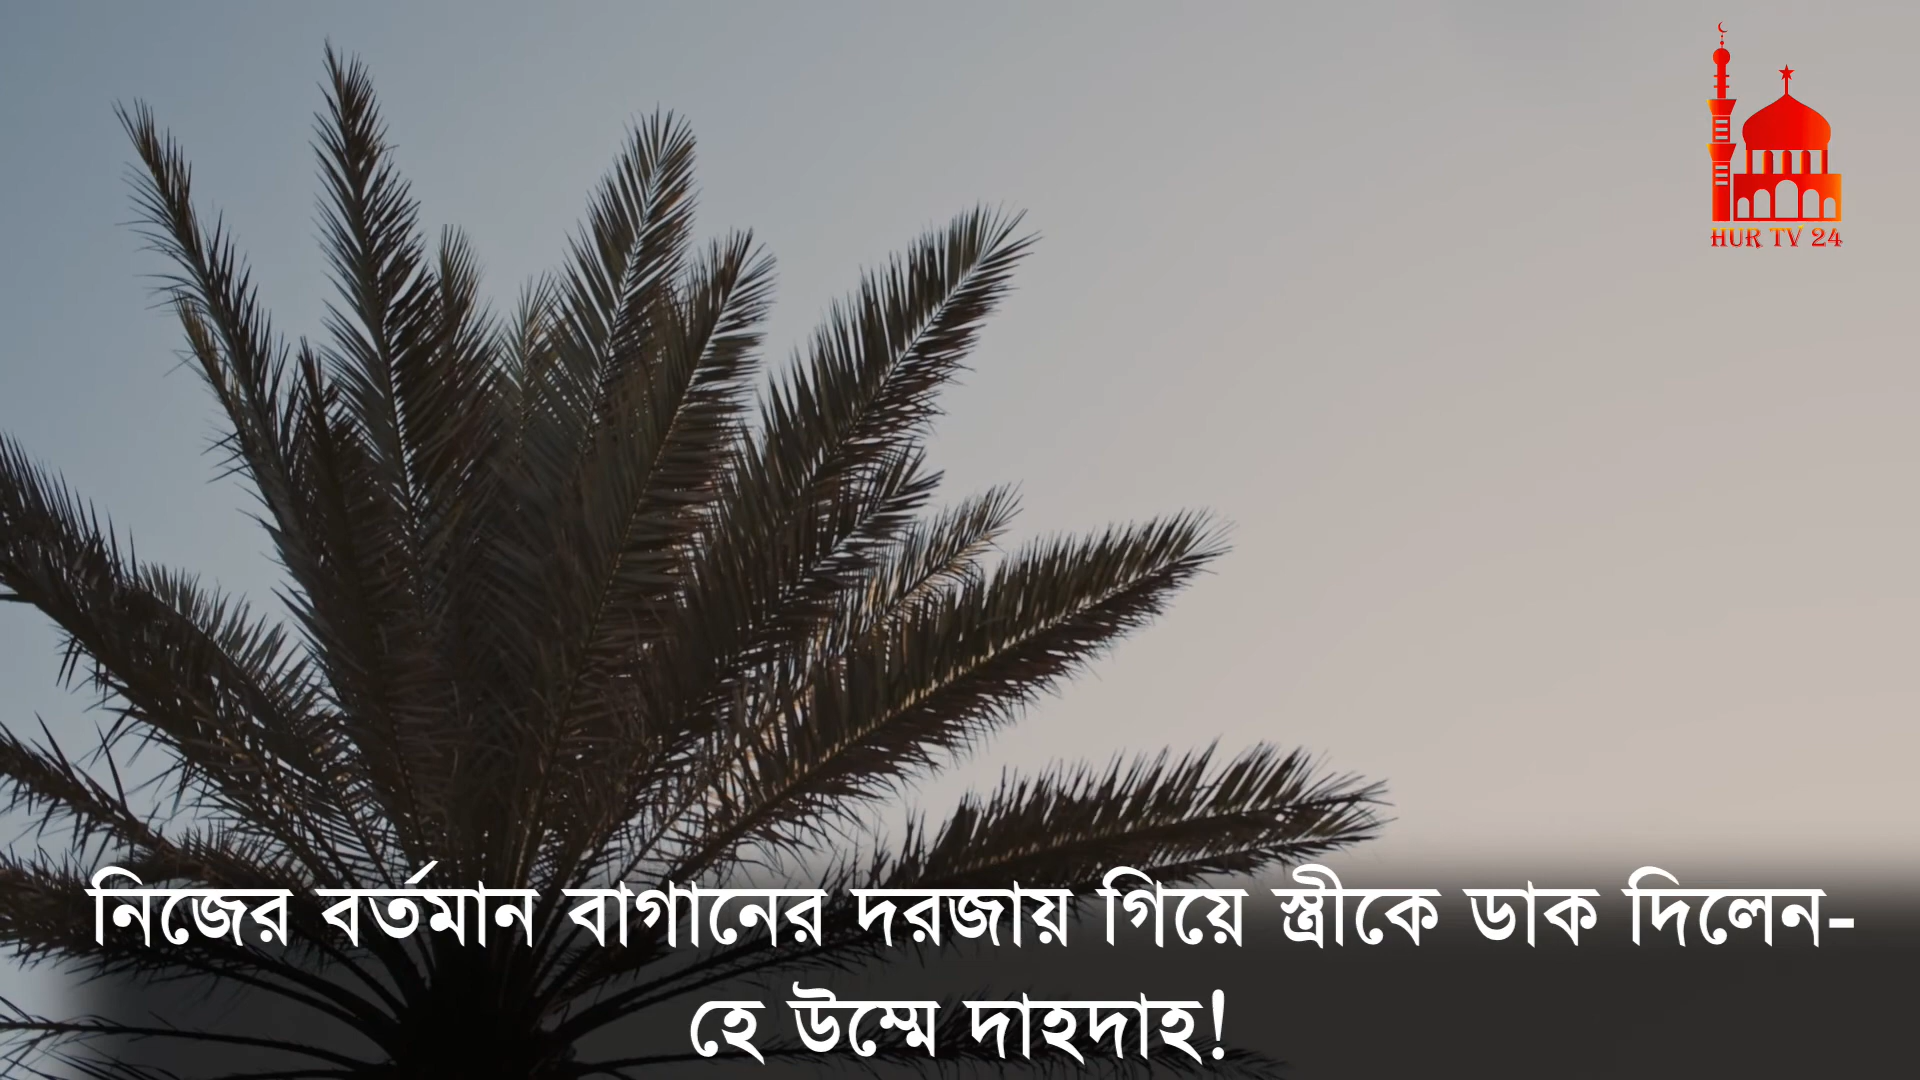 HUR TV 24
নিজের বর্তমান বাগানের দরজায় গিয়ে স্ত্রীকে ডাক দিলেন-
হে উম্মে দাহদাহ!